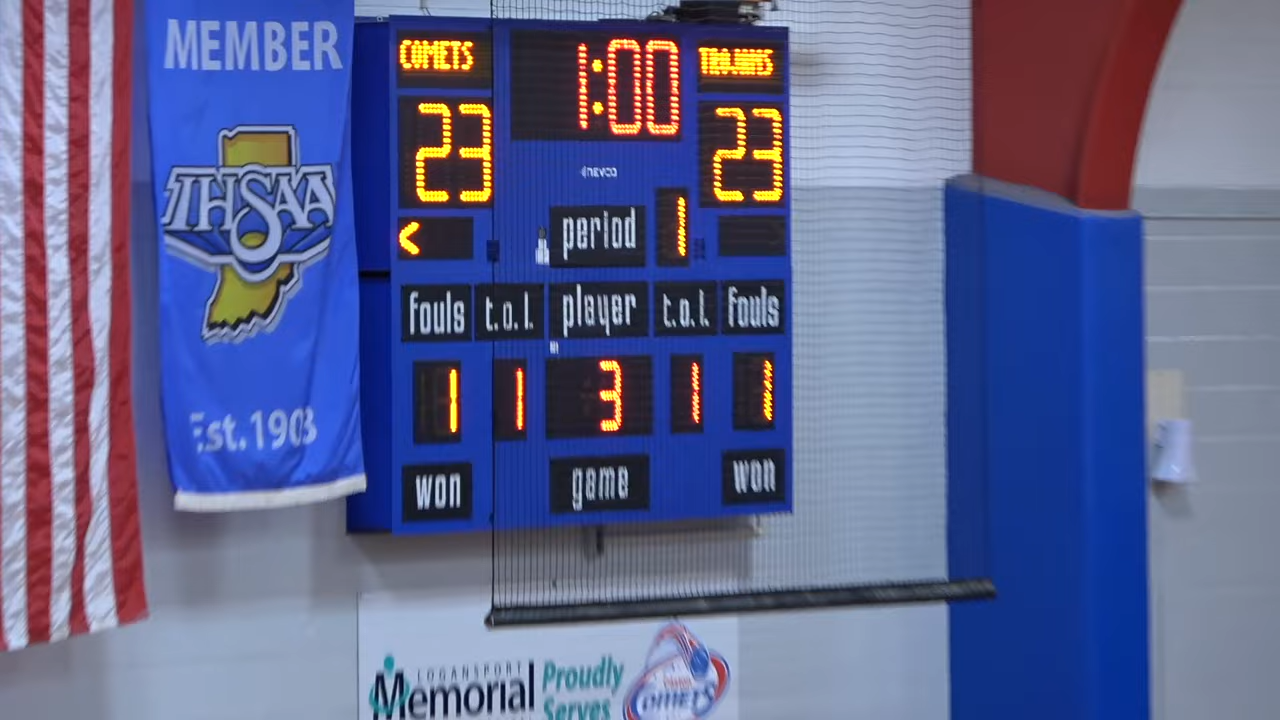 MEMBER
IHSAA
Est. 1903
COMETS 1:00 TROJANS
23 23
NEVCO
< period 1
fouls t.o.l. player t.o.l. fouls
1 1 3 1 1
won game won
LOGANSPORT
Memorial
Proudly
Serves
COMETS